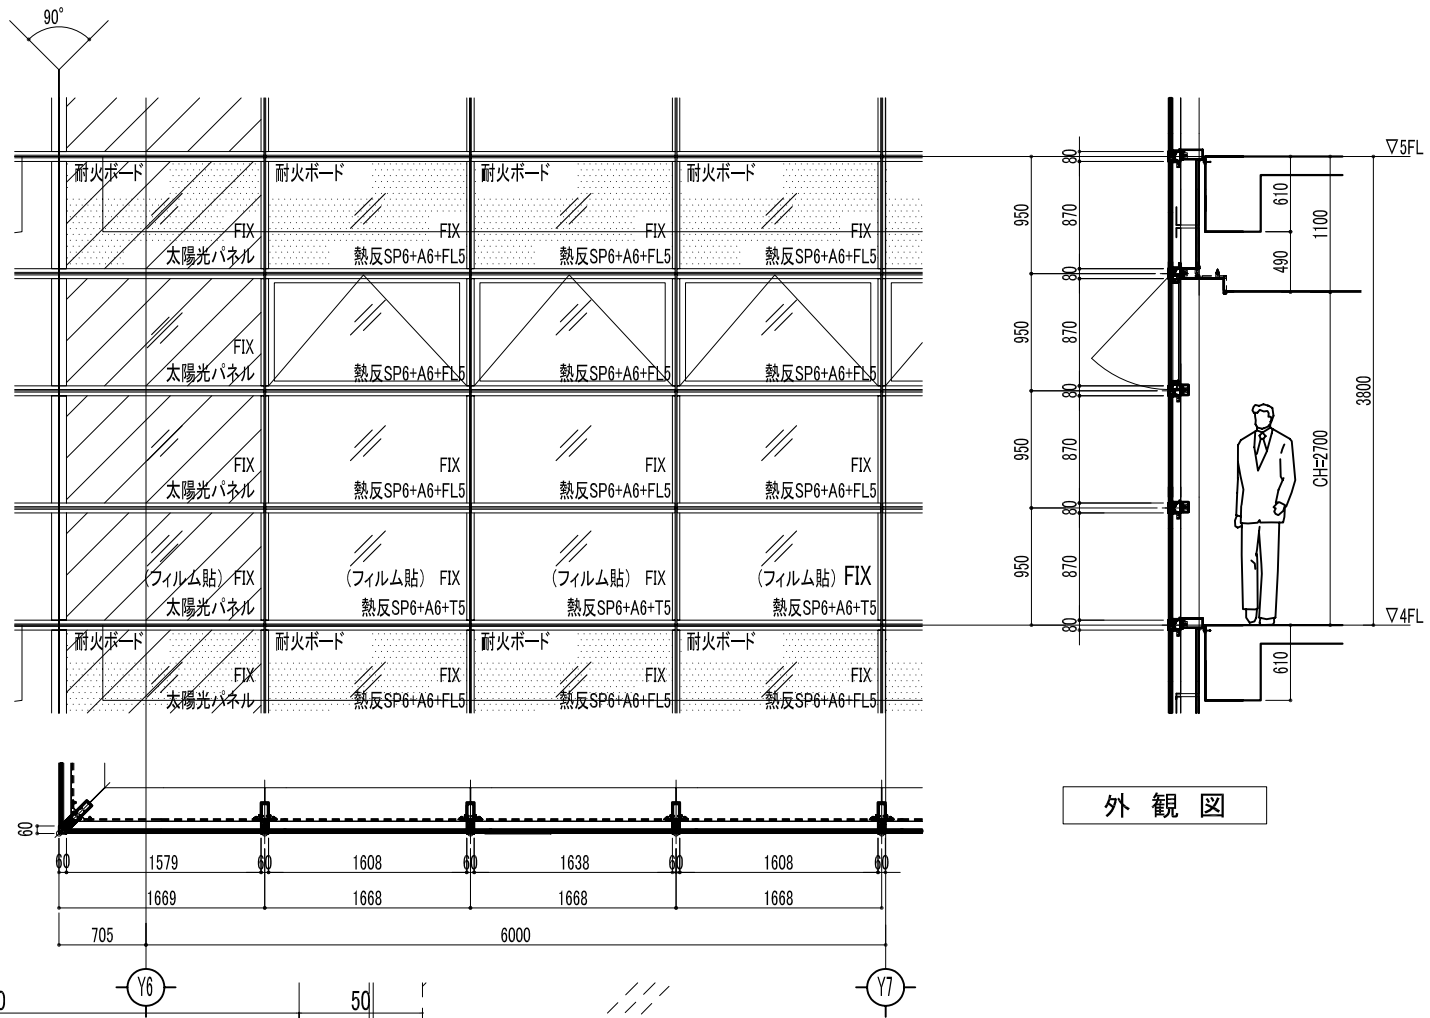 90°
耐火ボード 耐火ボード 耐火ボード 耐火ボード
FIX FIX FIX FIX
太陽光パネル 熱反SP6+A6+FL5 熱反SP6+A6+FL5 熱反SP6+A6+FL5
FIX
太陽光パネル 熱反SP6+A6+FL5 熱反SP6+A6+FL5 熱反SP6+A6+FL5
FIX FIX FIX FIX
太陽光パネル 熱反SP6+A6+FL5 熱反SP6+A6+FL5 熱反SP6+A6+FL5
(フィルム貼) FIX (フィルム貼) FIX (フィルム貼) FIX (フィルム貼) FIX
太陽光パネル 熱反SP6+A6+T5 熱反SP6+A6+T5 熱反SP6+A6+T5
耐火ボード 耐火ボード 耐火ボード 耐火ボード
FIX FIX FIX FIX
太陽光パネル 熱反SP6+A6+FL5 熱反SP6+A6+FL5 熱反SP6+A6+FL5
60
60 1579 60 1608 60 1638 60 1608 60
1669 1668 1668 1668
705 6000
Y6 Y7
0 50
▽5FL
80
950 870 610 1100
490
80
950 870
80 3800
950 870 CH=2700
80
950 870
80
▽4FL
610
外観図